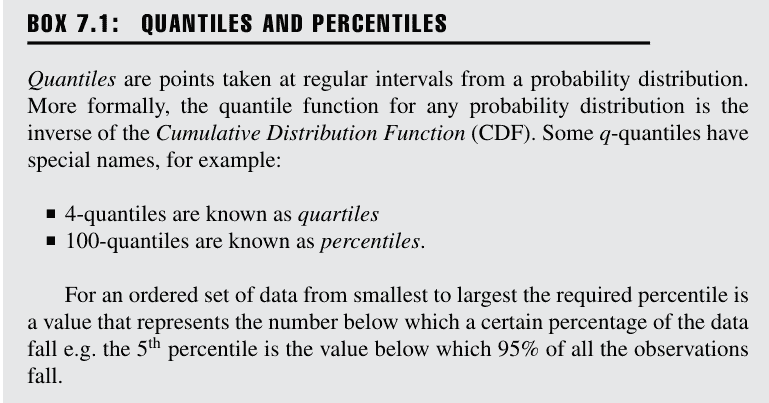 BOX 7.1: QUANTILES AND PERCENTILES
Quantiles are points taken at regular intervals from a probability distribution.
More formally, the quantile function for any probability distribution is the
inverse of the Cumulative Distribution Function (CDF). Some q-quantiles have
special names, for example:
■ 4-quantiles are known as quartiles
■ 100-quantiles are known as percentiles.
For an ordered set of data from smallest to largest the required percentile is
a value that represents the number below which a certain percentage of the data
fall e.g. the 5th percentile is the value below which 95% of all the observations
fall.